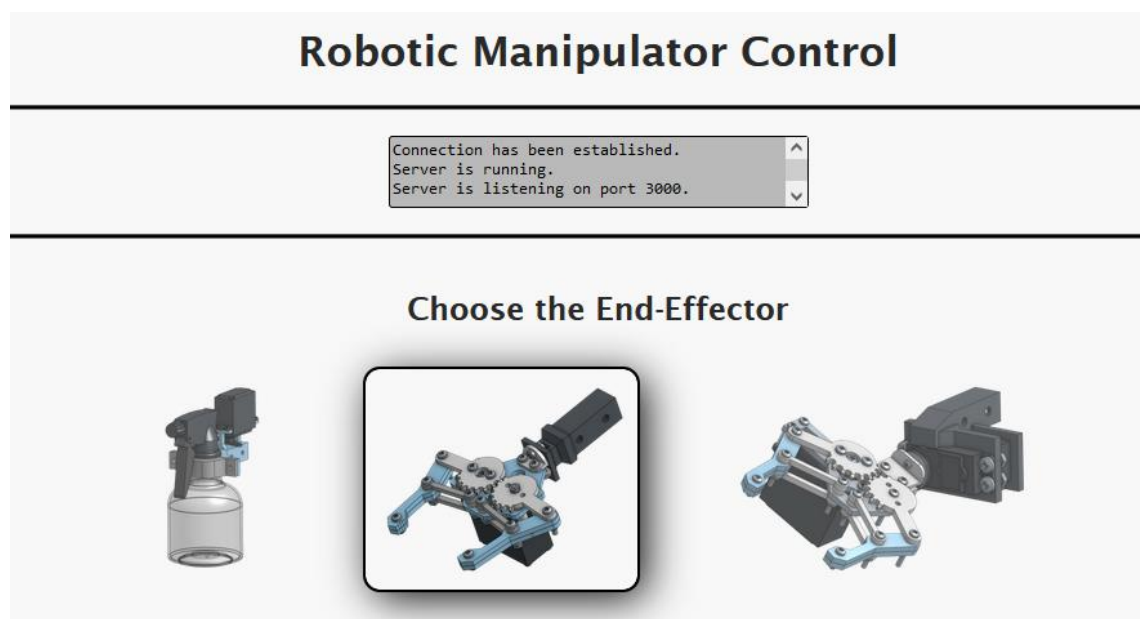 Robotic Manipulator Control
Connection has been established.
Server is running.
Server is listening on port 3000.
Choose the End-Effector